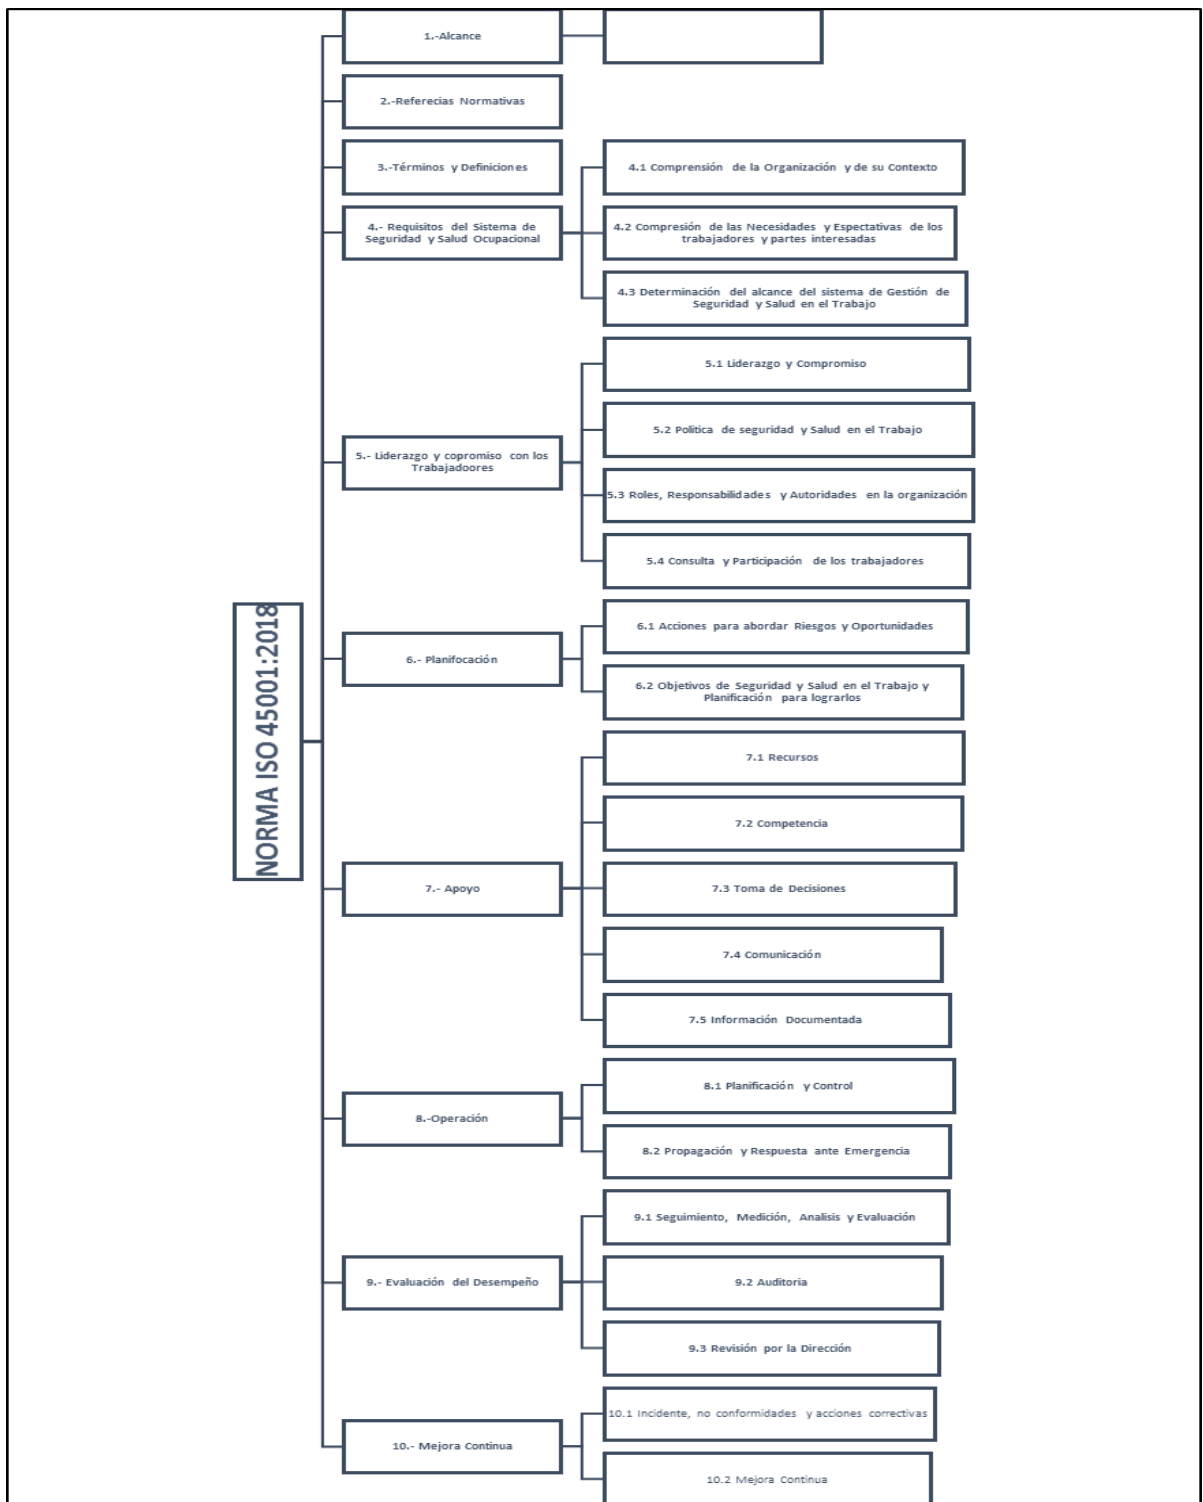 NORMA ISO 45001:2018
1.-Alcance
2.-Referecias Normativas
3.-Términos y Definiciones
4.- Requisitos del Sistema de
Seguridad y Salud Ocupacional
4.1 Comprensión de la Organización y de su Contexto
4.2 Compresión de las Necesidades y Espectativas de los
trabajadores y partes interesadas
4.3 Determinación del alcance del sistema de Gestión de
Seguridad y Salud en el Trabajo
5.- Liderazgo y copromiso con los
Trabajadoores
5.1 Liderazgo y Compromiso
5.2 Politica de seguridad y Salud en el Trabajo
5.3 Roles, Responsabilidades y Autoridades en la organización
5.4 Consulta y Participación de los trabajadores
6.- Planifocación
6.1 Acciones para abordar Riesgos y Oportunidades
6.2 Objetivos de Seguridad y Salud en el Trabajo y
Planificación para lograrlos
7.- Apoyo
7.1 Recursos
7.2 Competencia
7.3 Toma de Decisiones
7.4 Comunicación
7.5 Información Documentada
8.-Operación
8.1 Planificación y Control
8.2 Propagación y Respuesta ante Emergencia
9.- Evaluación del Desempeño
9.1 Seguimiento, Medición, Analisis y Evaluación
9.2 Auditoria
9.3 Revisión por la Dirección
10.- Mejora Continua
10.1 Incidente, no conformidades y acciones correctivas
10.2 Mejora Continua